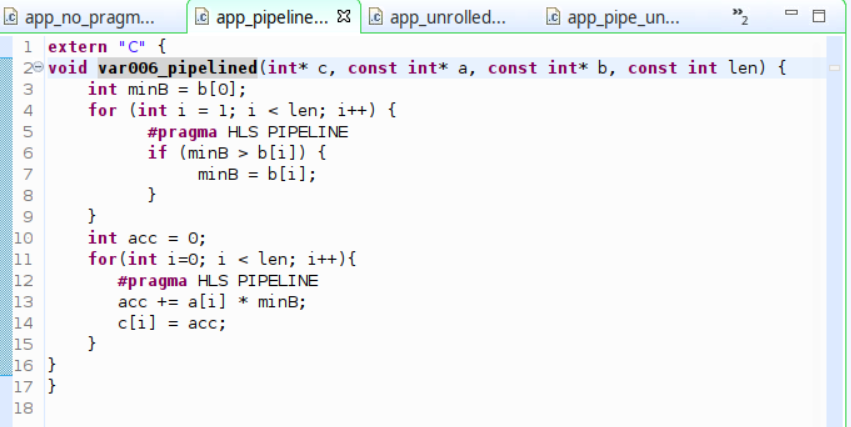 app_no_pragm... app_pipeline... app_unrolled... app_pipe_un... »2
1 extern "C" {
2 void var006_pipelined(int* c, const int* a, const int* b, const int len) {
3     int minB = b[0];
4     for (int i = 1; i < len; i++) {
5           #pragma HLS PIPELINE
6           if (minB > b[i]) {
7                minB = b[i];
8           }
9     }
10     int acc = 0;
11     for(int i=0; i < len; i++){
12        #pragma HLS PIPELINE
13        acc += a[i] * minB;
14        c[i] = acc;
15     }
16 }
17 }
18